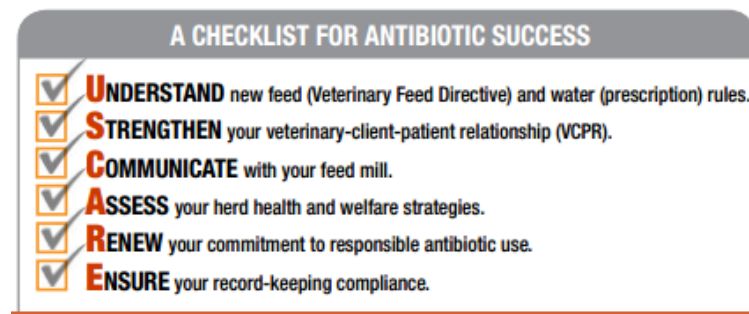 A CHECKLIST FOR ANTIBIOTIC SUCCESS
UNDERSTAND new feed (Veterinary Feed Directive) and water (prescription) rules.
STRENGTHEN your veterinary-client-patient relationship (VCPR).
COMMUNICATE with your feed mill.
ASSESS your herd health and welfare strategies.
RENEW your commitment to responsible antibiotic use.
ENSURE your record-keeping compliance.